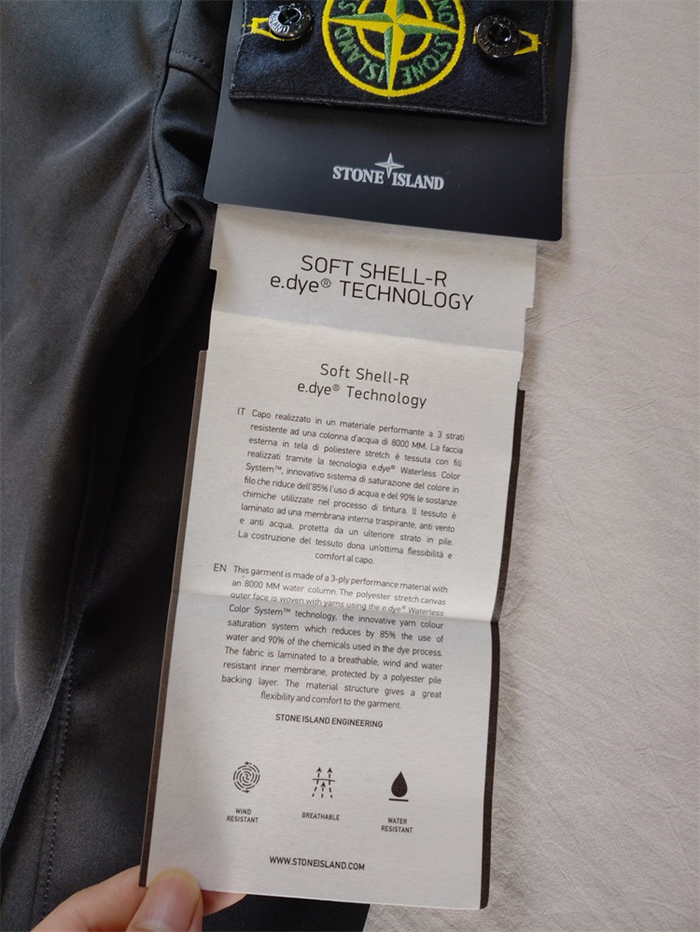 STONE ISLAND
STONE ISLAND
SOFT SHELL-R
e.dye® TECHNOLOGY
Soft Shell-R
e.dye® Technology
IT Capo realizzato in un materiale performante a 3 strati
resistente ad una colonna d'acqua di 8000 MM. La faccia
esterna in tela di poliestere stretch è tessuta con fili
realizzati tramite la tecnologia e.dye® Waterless Color
System™, innovativo sistema di saturazione del colore in
filo che riduce dell'85% l'uso di acqua e del 90% le sostanze
chimiche utilizzate nel processo di tintura. Il tessuto è
laminato ad una membrana interna traspirante, anti vento
e anti acqua, protetta da un ulteriore strato in pile.
La costruzione del tessuto dona un'ottima flessibilità e
comfort al capo.
EN This garment is made of a 3-ply performance material with
an 8000 MM water column. The polyester stretch canvas
outer face is woven with yarns using the e.dye® Waterless
Color System™ technology, the innovative yarn colour
saturation system which reduces by 85% the use of
water and 90% of the chemicals used in the dye process.
The fabric is laminated to a breathable, wind and water
resistant inner membrane, protected by a polyester pile
backing layer. The material structure gives a great
flexibility and comfort to the garment.
STONE ISLAND ENGINEERING
WIND
RESISTANT
BREATHABLE
WATER
RESISTANT
WWW.STONEISLAND.COM